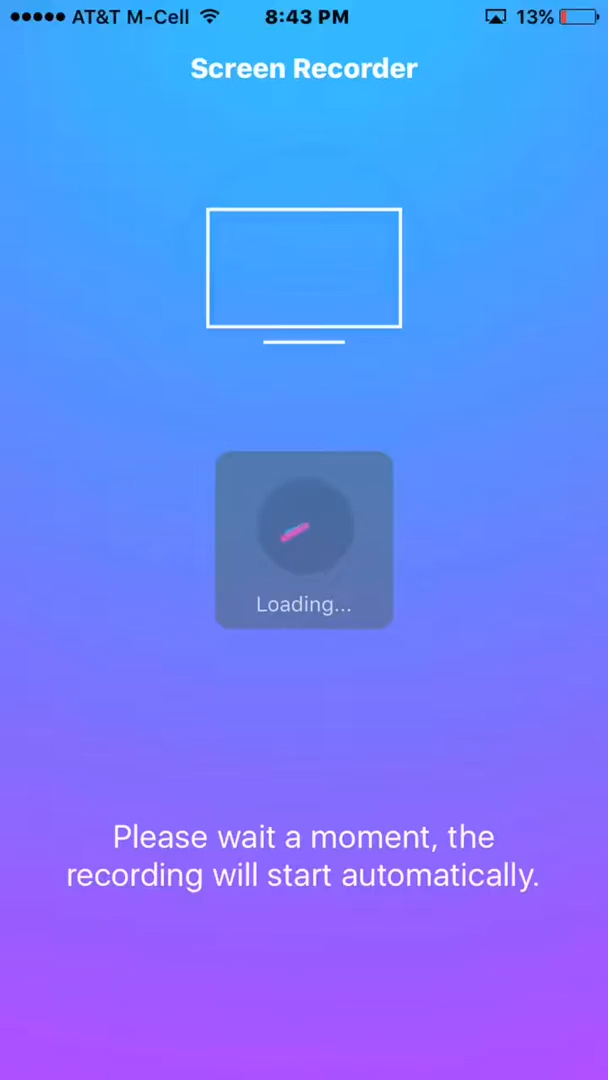 ●●●●● AT&T M-Cell 8:43 PM 13%
Screen Recorder
Loading...
Please wait a moment, the
recording will start automatically.